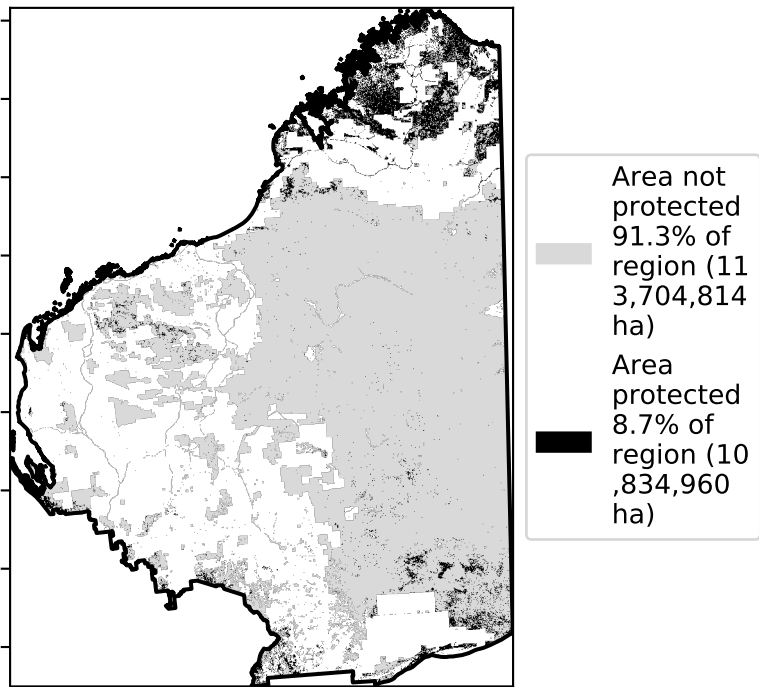 Area not
protected
91.3% of
region (11
3,704,814
ha)
Area
protected
8.7% of
region (10
,834,960
ha)